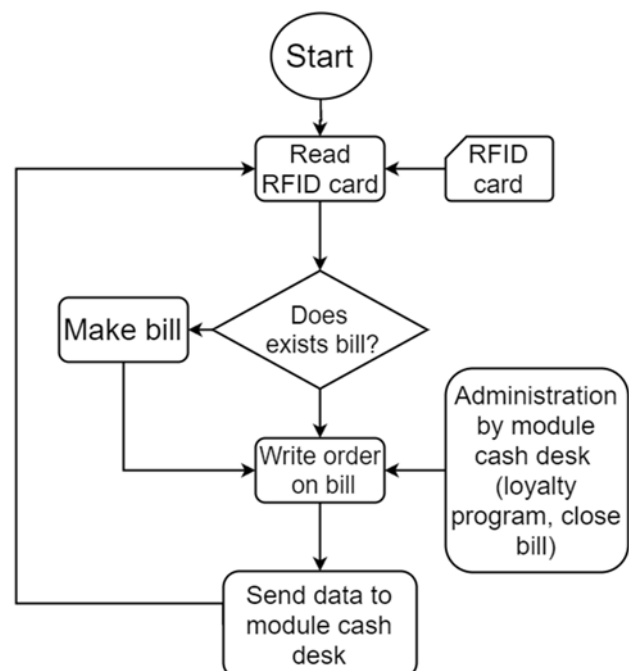 Start
Read
RFID card
RFID
card
Does
exists bill?
Make bill
Administration
by module
cash desk
(loyalty
program, close
bill)
Write order
on bill
Send data to
module cash
desk